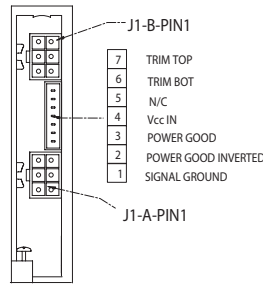 J1-B-PIN1
7 TRIM TOP
6 TRIM BOT
5 N/C
4 Vcc IN
3 POWER GOOD
2 POWER GOOD INVERTED
1 SIGNAL GROUND
J1-A-PIN1